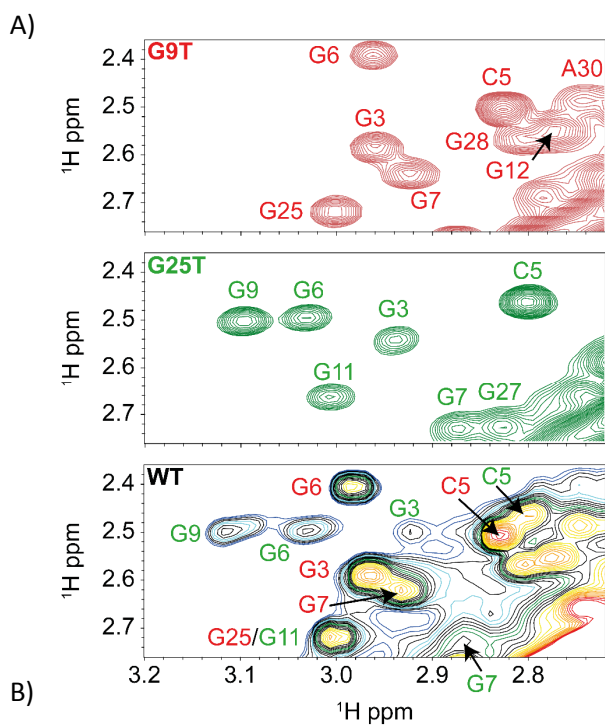 A)
G9T
2.4
2.5
2.6
2.7
¹H ppm
G6
G3
G7
G25
C5
A30
G28
G12
G25T
2.4
2.5
2.6
2.7
¹H ppm
G9
G6
G3
C5
G11
G7
G27
WT
2.4
2.5
2.6
2.7
¹H ppm
G6
G3
C5
C5
G9
G6
G3
G7
G25/G11
G7
3.2
3.1
3.0
2.9
2.8
B)
¹H ppm